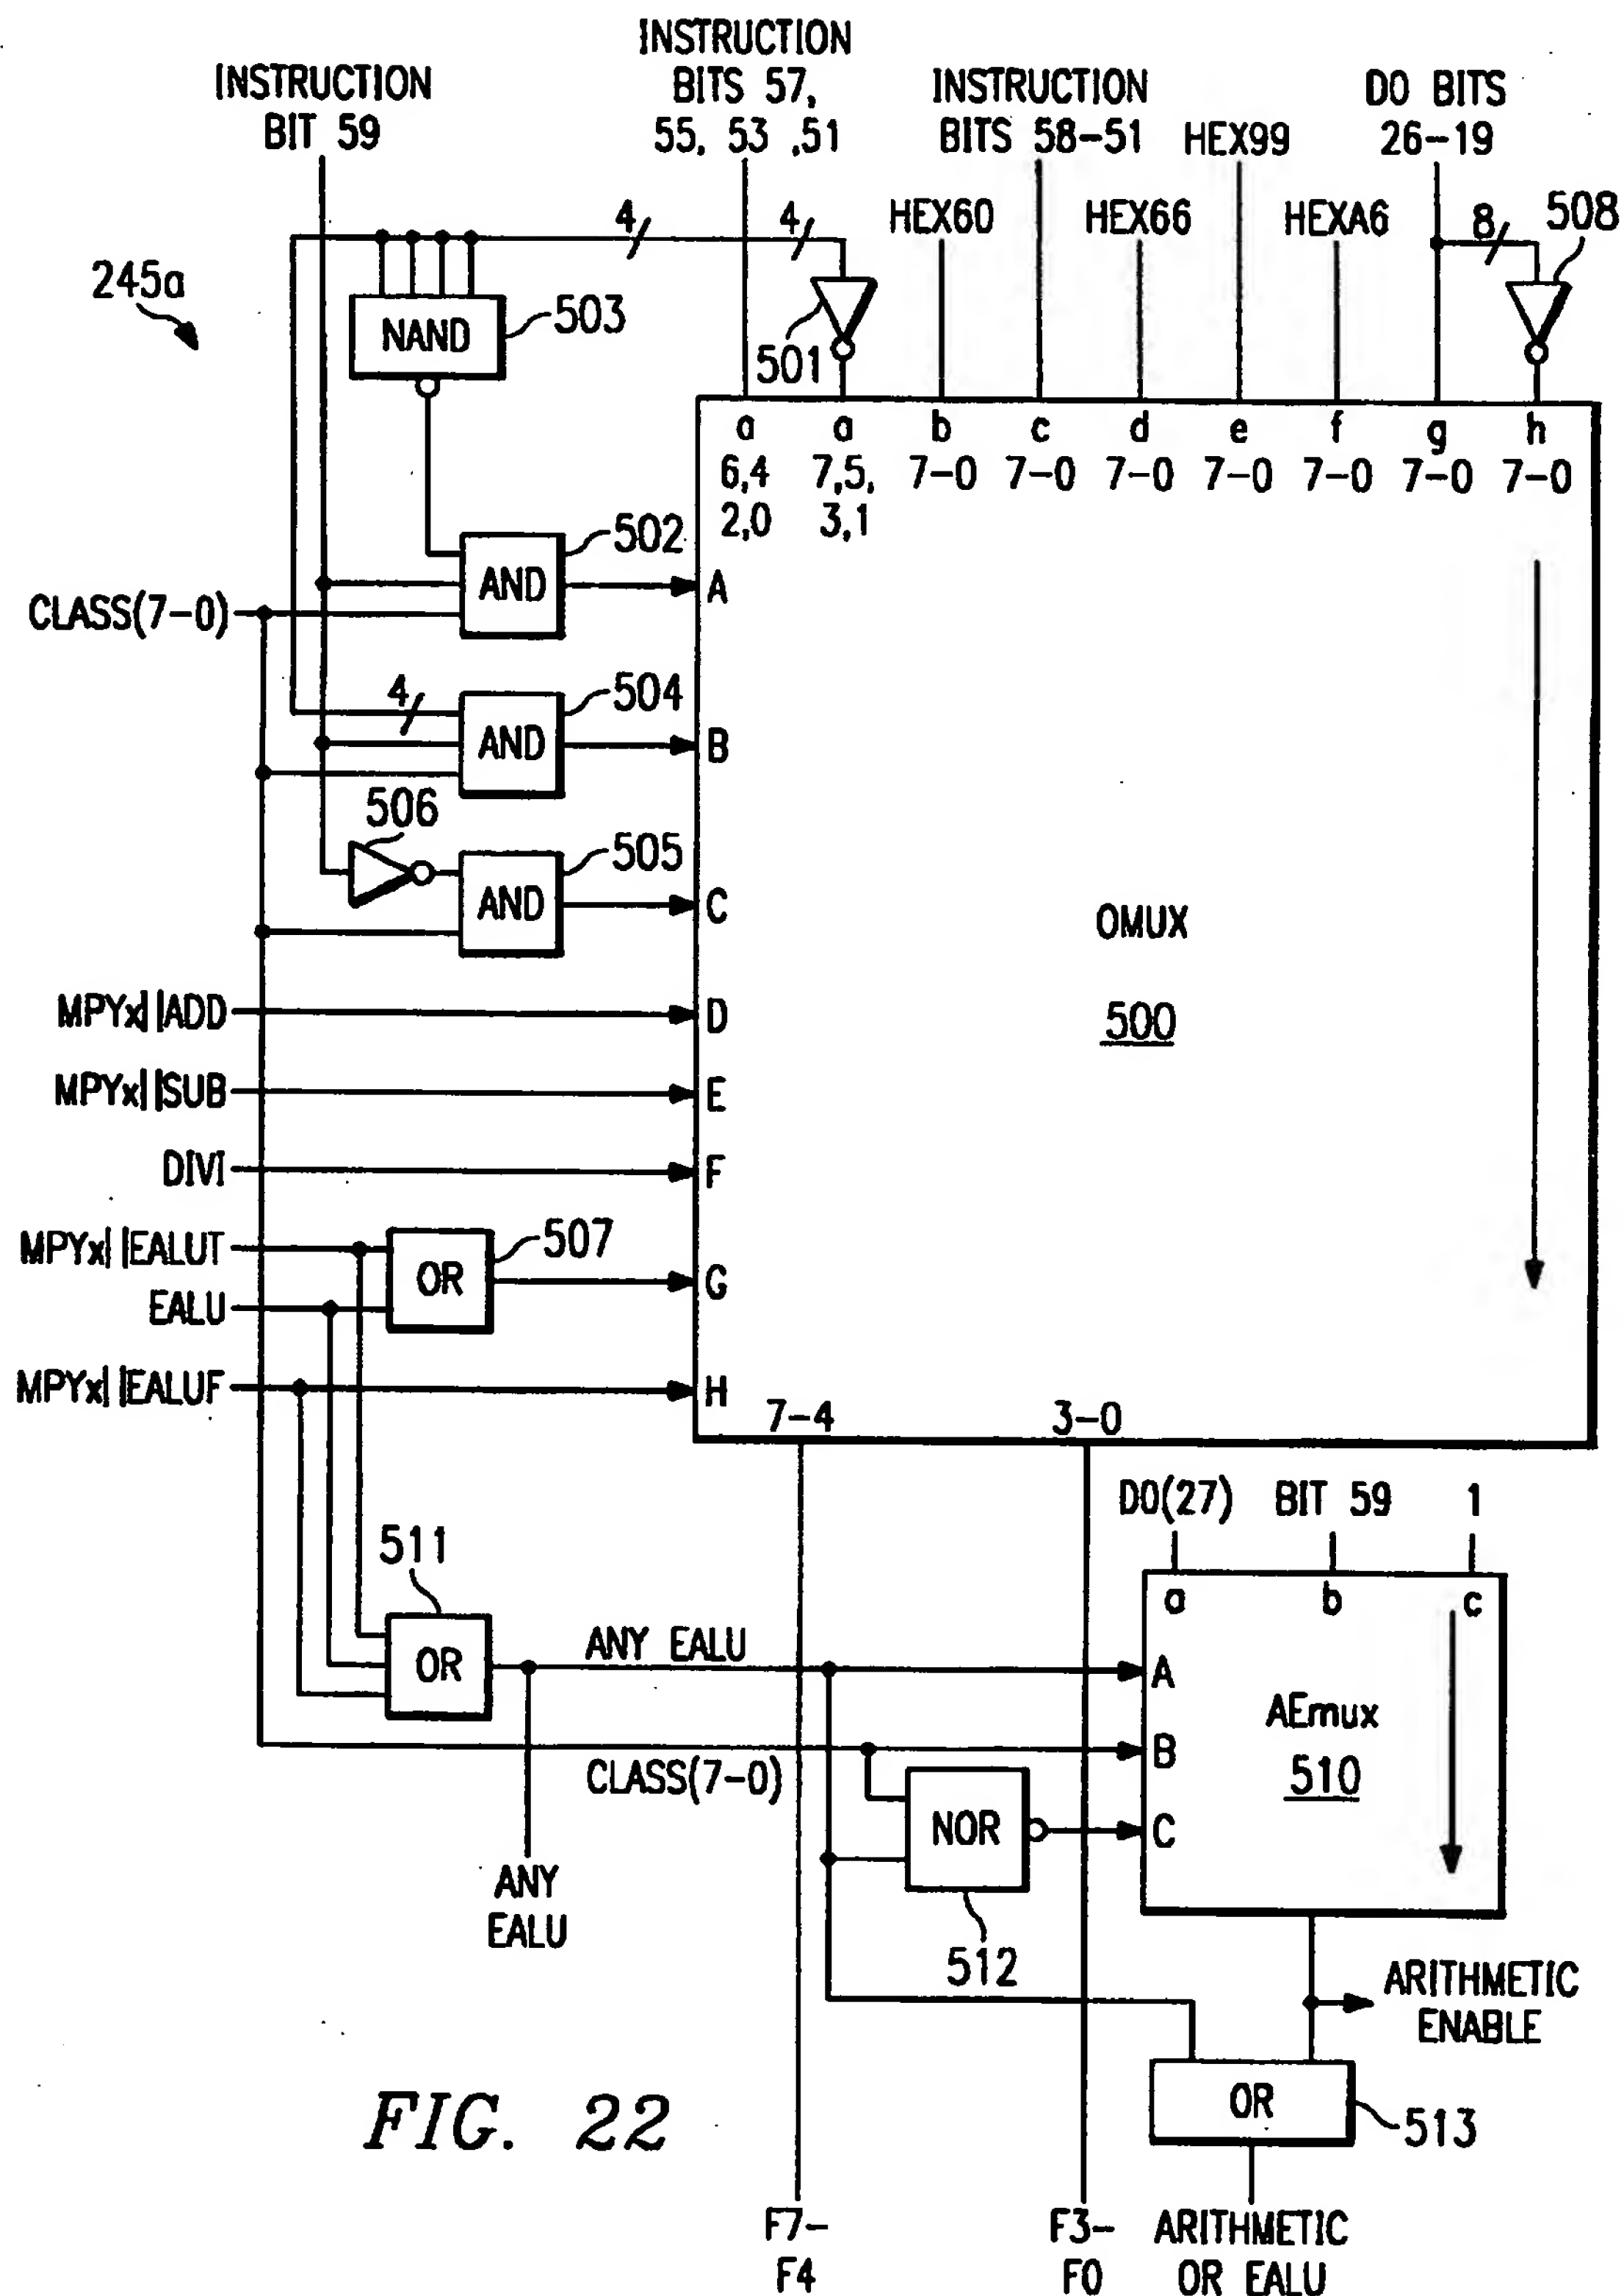 INSTRUCTION
BIT 59
INSTRUCTION
BITS 57,
55, 53 ,51
INSTRUCTION
BITS 58-51
HEX99
DO BITS
26-19
HEX60
HEX66
HEXA6
4
4
8
508
245a
NAND
503
501
a
6,4
2,0
a
7,5,
3,1
b
7-0
c
7-0
d
7-0
e
7-0
f
7-0
g
7-0
h
7-0
502
AND
A
CLASS(7-0)
4
504
AND
B
506
505
AND
C
OMUX
500
MPYx||ADD
D
MPYx||SUB
E
DIVI
F
MPYx||EALUT
507
OR
G
EALU
MPYx||EALUF
H
7-4
3-0
DO(27)
BIT 59
1
a
b
c
511
OR
ANY EALU
A
AEmux
510
B
CLASS(7-0)
NOR
C
512
ANY
EALU
ARITHMETIC
ENABLE
OR
513
FIG. 22
F7-
F4
F3-
F0
ARITHMETIC
OR EALU